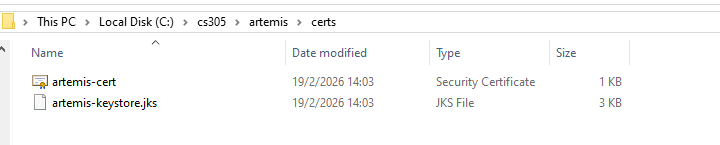 This PC > Local Disk (C:) > cs305 > artemis > certs
Name Date modified Type Size
artemis-cert 19/2/2026 14:03 Security Certificate 1 KB
artemis-keystore.jks 19/2/2026 14:03 JKS File 3 KB